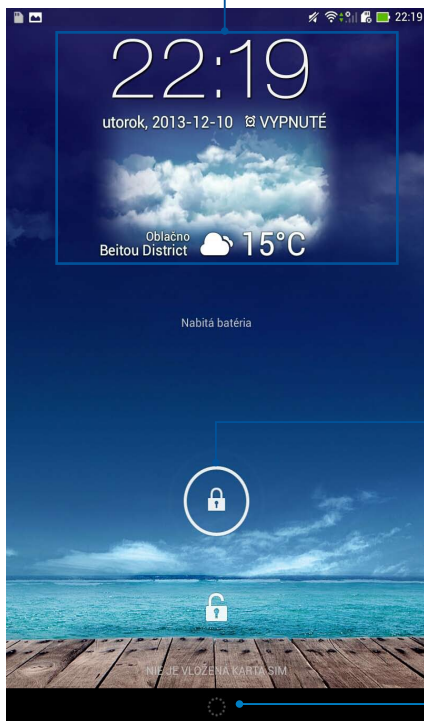 22:19
22:19
utorok, 2013-12-10 VYPNUTÉ
Oblačno
Beitou District 15°C
Nabitá batéria
NIE JE VLOŽENÁ KARTA SIM